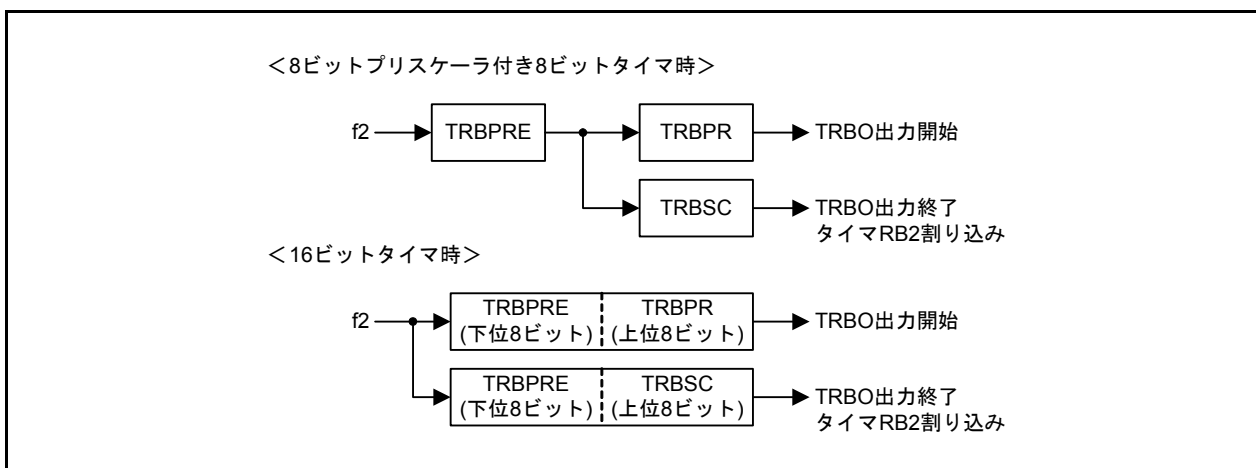 <8ビットプリスケーラ付き8ビットタイマ時>
f2
TRBPRE
TRBPR
TRBO出力開始
TRBSC
TRBO出力終了
タイマRB2割り込み
<16ビットタイマ時>
f2
TRBPRE
(下位8ビット)
TRBPR
(上位8ビット)
TRBO出力開始
TRBPRE
(下位8ビット)
TRBSC
(上位8ビット)
TRBO出力終了
タイマRB2割り込み